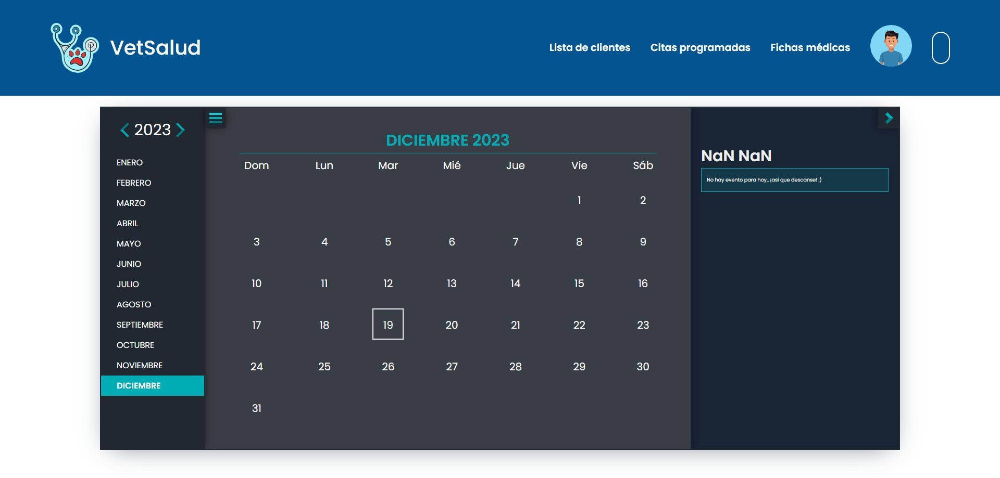 VetSalud
Lista de clientes Citas programadas Fichas médicas
2023
ENERO
FEBRERO
MARZO
ABRIL
MAYO
JUNIO
JULIO
AGOSTO
SEPTIEMBRE
OCTUBRE
NOVIEMBRE
DICIEMBRE
DICIEMBRE 2023
Dom Lun Mar Mié Jue Vie Sáb
1 2
3 4 5 6 7 8 9
10 11 12 13 14 15 16
17 18 19 20 21 22 23
24 25 26 27 28 29 30
31
NaN NaN
No hay evento para hoy.. ¡así que descanse! :)